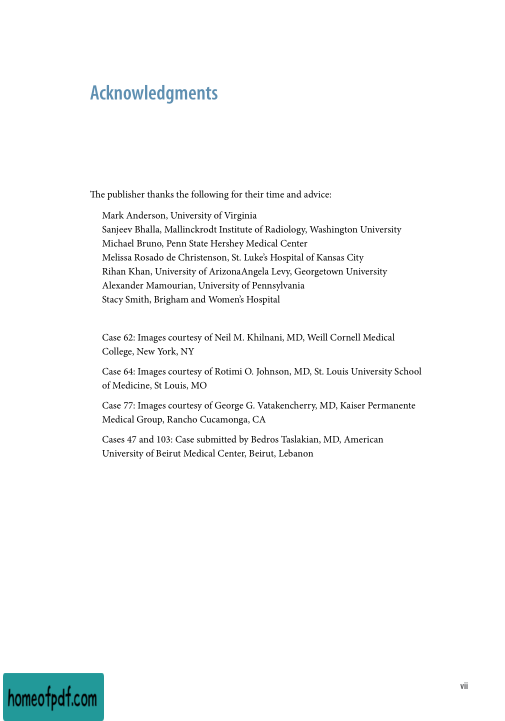 Acknowledgments
The publisher thanks the following for their time and advice:
Mark Anderson, University of Virginia
Sanjeev Bhalla, Mallinckrodt Institute of Radiology, Washington University
Michael Bruno, Penn State Hershey Medical Center
Melissa Rosado de Christenson, St. Luke's Hospital of Kansas City
Rihan Khan, University of ArizonaAngela Levy, Georgetown University
Alexander Mamourian, University of Pennsylvania
Stacy Smith, Brigham and Women's Hospital
Case 62: Images courtesy of Neil M. Khilnani, MD, Weill Cornell Medical
College, New York, NY
Case 64: Images courtesy of Rotimi O. Johnson, MD, St. Louis University School
of Medicine, St Louis, MO
Case 77: Images courtesy of George G. Vatakencherry, MD, Kaiser Permanente
Medical Group, Rancho Cucamonga, CA
Cases 47 and 103: Case submitted by Bedros Taslakian, MD, American
University of Beirut Medical Center, Beirut, Lebanon
vii
homeofpdf.com